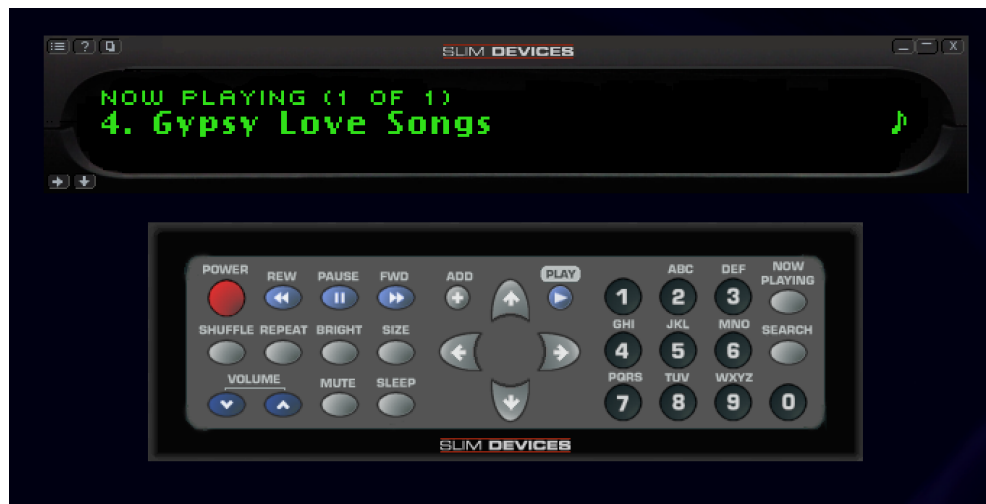 ? SLIM DEVICES X
NOW PLAYING (1 OF 1)
4. Gypsy Love Songs
POWER REW PAUSE FWD ADD PLAY ABC DEF NOW PLAYING
1 2 3
SHUFFLE REPEAT BRIGHT SIZE GHI JKL MNO SEARCH
4 5 6
VOLUME MUTE SLEEP PQRS TUV WXYZ
7 8 9 0
SLIM DEVICES